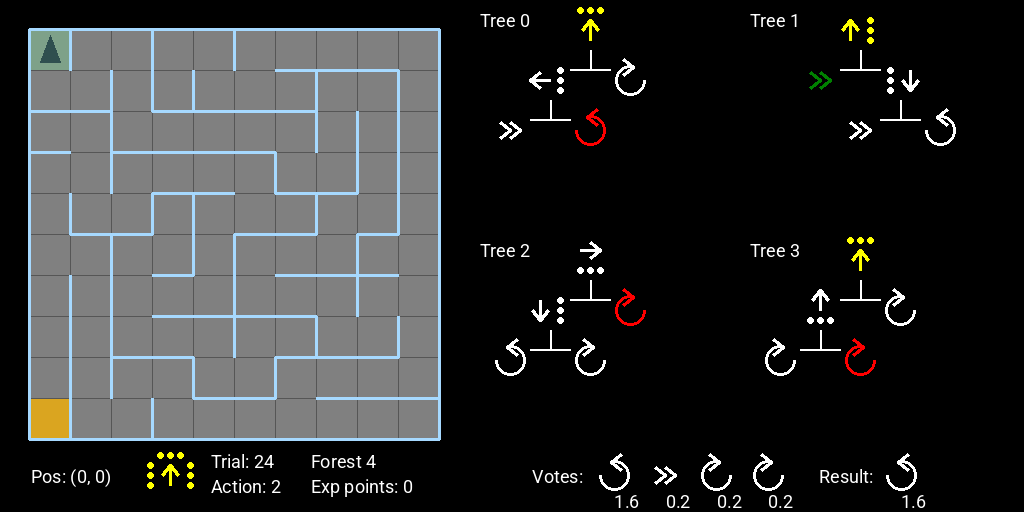 Tree 0
Tree 1
Tree 2
Tree 3
Pos: (0, 0)
Trial: 24
Action: 2
Forest 4
Exp points: 0
Votes:
1.6
0.2
0.2
0.2
Result:
1.6